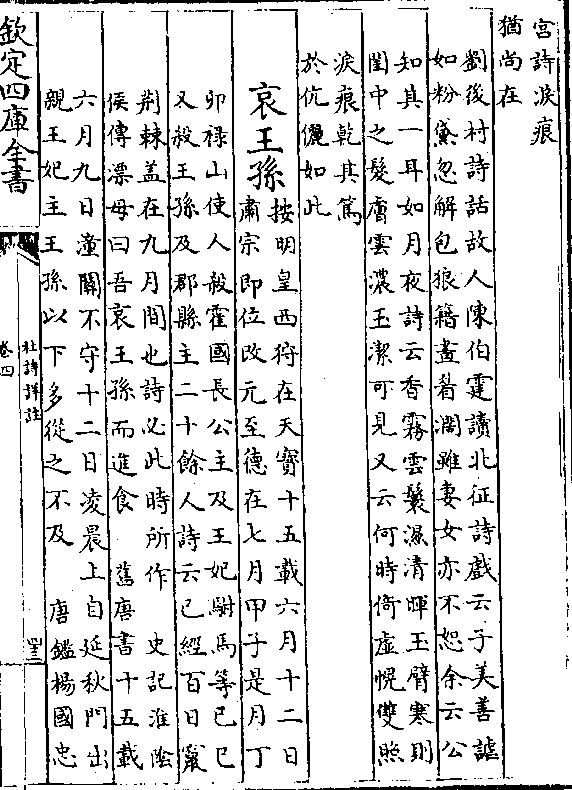 宫詩淚痕
猶尚在
劉後村詩話故人陳伯霆讀北征詩戲云子美善謔
如粉黛忽解包狼籍畫眉濶雖妻女亦不恕余云公
知其一耳如月夜詩云香霧雲鬟濕清暉玉臂寒則
閨中之髮膚雲濃玉潔可見又云何時倚虛幌雙照
淚痕乾其篤
於伉儷如此
哀王孫
按明皇西狩在天寶十五載六月十二日
肅宗即位改元至德在七月甲子是月丁
卯禄山使人殺霍國長公主及王妃駙馬等已巳
又殺王孫及郡縣主二十餘人詩云已經百日竄
荆棘盖在九月間也詩必此時所作 史記淮陰
侯傳漂母曰吾哀王孫而進食 舊唐書十五載
六月九日潼關不守十二日凌晨上自延秋門出
親王妃主王孫以下多從之不及 唐鑑楊國忠
欽定四庫全書
杜詩詳註
卷四